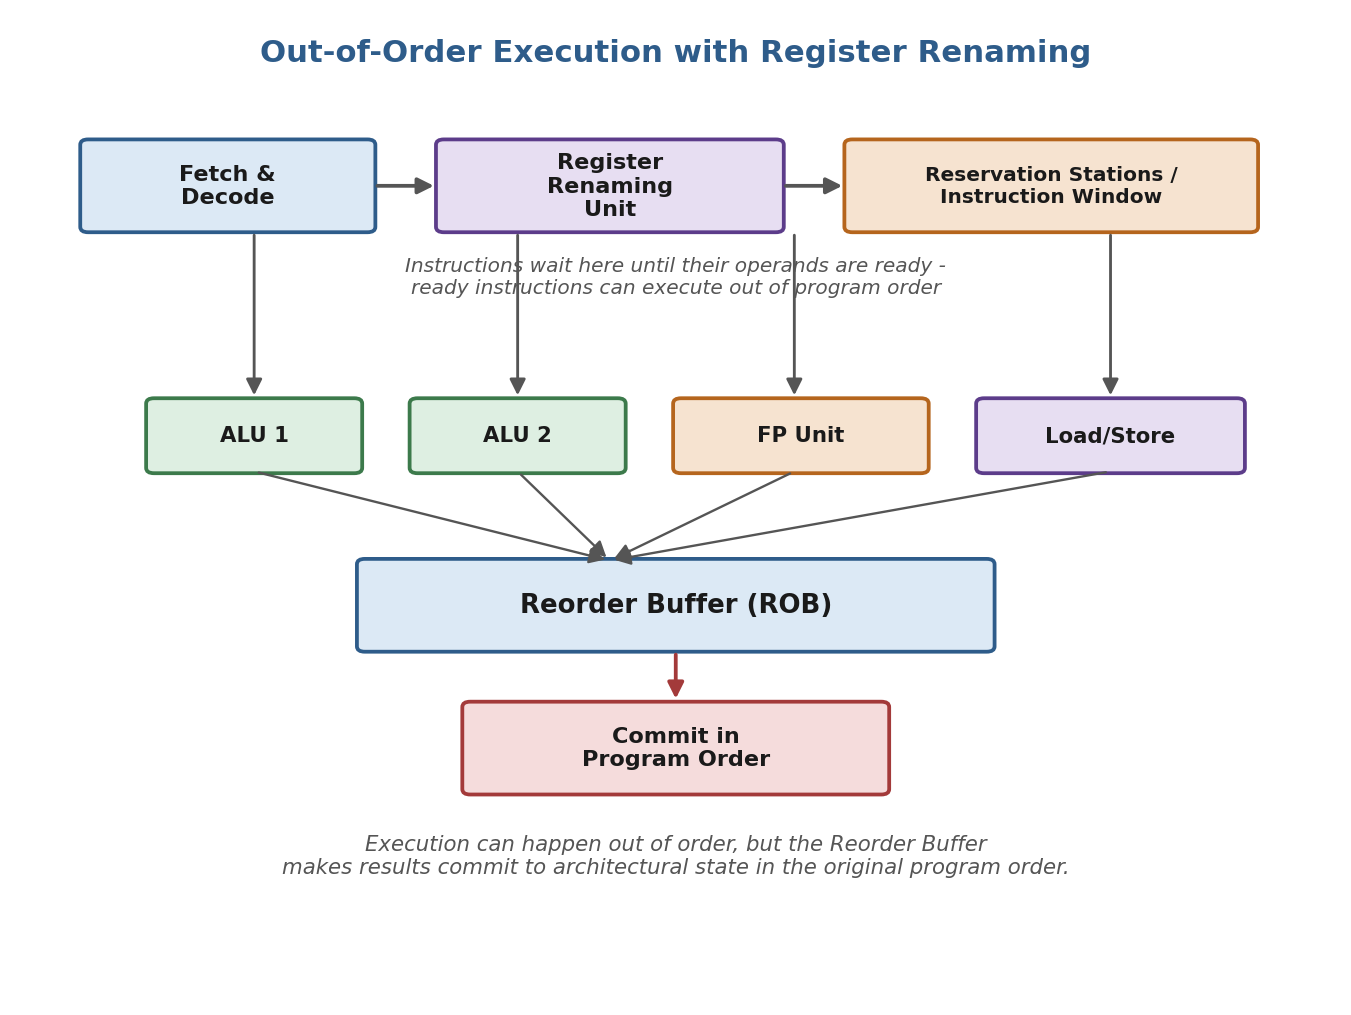 Out-of-Order Execution with Register Renaming
Fetch &
Decode
Register
Renaming
Unit
Reservation Stations /
Instruction Window
Instructions wait here until their operands are ready -
ready instructions can execute out of program order
ALU 1
ALU 2
FP Unit
Load/Store
Reorder Buffer (ROB)
Commit in
Program Order
Execution can happen out of order, but the Reorder Buffer
makes results commit to architectural state in the original program order.